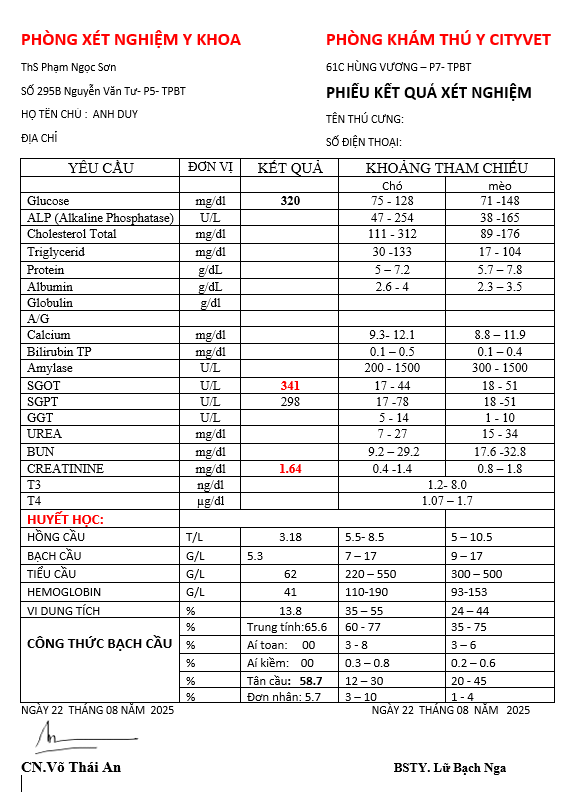 PHÒNG XÉT NGHIỆM Y KHOA PHÒNG KHÁM THÚ Y CITYVET
ThS Phạm Ngọc Sơn 61C HÙNG VƯƠNG – P7- TPBT
SỐ 295B Nguyễn Văn Tư- P5- TPBT PHIẾU KẾT QUẢ XÉT NGHIỆM
HỌ TÊN CHỦ : ANH DUY TÊN THÚ CƯNG:
ĐỊA CHỈ SỐ ĐIỆN THOẠI:
YÊU CẦU ĐƠN VỊ KẾT QUẢ KHOẢNG THAM CHIẾU
Chó mèo
Glucose mg/dl 320 75 - 128 71 -148
ALP (Alkaline Phosphatase) U/L 47 - 254 38 -165
Cholesterol Total mg/dl 111 - 312 89 -176
Triglycerid mg/dl 30 -133 17 - 104
Protein g/dL 5 – 7.2 5.7 – 7.8
Albumin g/dL 2.6 - 4 2.3 – 3.5
Globulin g/dl
A/G
Calcium mg/dl 9.3- 12.1 8.8 – 11.9
Bilirubin TP mg/dl 0.1 – 0.5 0.1 – 0.4
Amylase U/L 200 - 1500 300 - 1500
SGOT U/L 341 17 - 44 18 - 51
SGPT U/L 298 17 -78 18 -51
GGT U/L 5 - 14 1 - 10
UREA mg/dl 7 - 27 15 - 34
BUN mg/dl 9.2 – 29.2 17.6 -32.8
CREATININE mg/dl 1.64 0.4 -1.4 0.8 – 1.8
T3 ng/dl 1.2- 8.0
T4 µg/dl 1.07 – 1.7
HUYẾT HỌC:
HỒNG CẦU T/L 3.18 5.5- 8.5 5 – 10.5
BẠCH CẦU G/L 5.3 7 – 17 9 – 17
TIỂU CẦU G/L 62 220 – 550 300 – 500
HEMOGLOBIN G/L 41 110-190 93-153
VI DUNG TÍCH % 13.8 35 – 55 24 – 44
CÔNG THỨC BẠCH CẦU % Trung tính:65.6 60 - 77 35 - 75
% Aí toan: 00 3 - 8 3 – 6
% Aí kiềm: 00 0.3 – 0.8 0.2 – 0.6
% Tân cầu: 58.7 12 – 30 20 - 45
% Đơn nhân: 5.7 3 – 10 1 - 4
NGÀY 22 THÁNG 08 NĂM 2025 NGÀY 22 THÁNG 08 NĂM 2025
CN.Võ Thái An BSTY. Lữ Bạch Nga